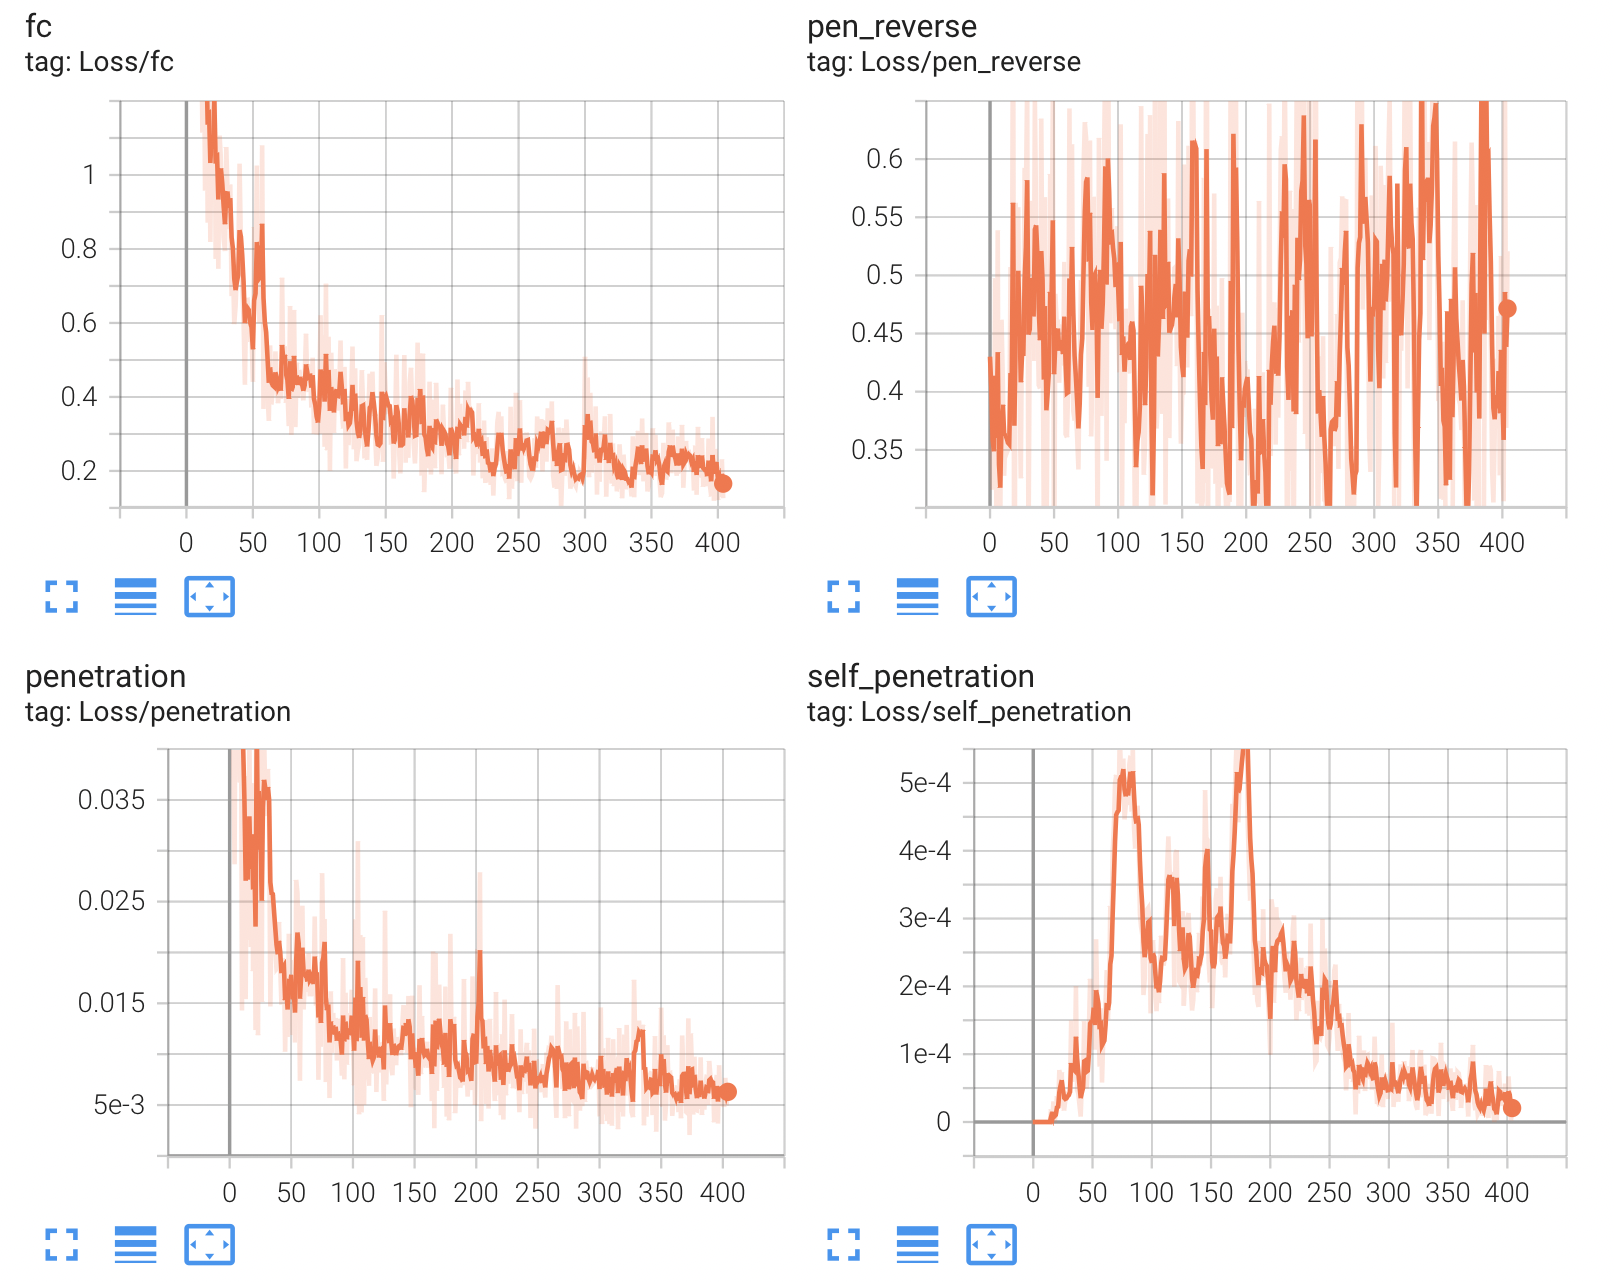 fc
tag: Loss/fc
1
0.8
0.6
0.4
0.2
0 50 100 150 200 250 300 350 400
pen_reverse
tag: Loss/pen_reverse
0.6
0.55
0.5
0.45
0.4
0.35
0 50 100 150 200 250 300 350 400
penetration
tag: Loss/penetration
0.035
0.025
0.015
5e-3
0 50 100 150 200 250 300 350 400
self_penetration
tag: Loss/self_penetration
5e-4
4e-4
3e-4
2e-4
1e-4
0
0 50 100 150 200 250 300 350 400